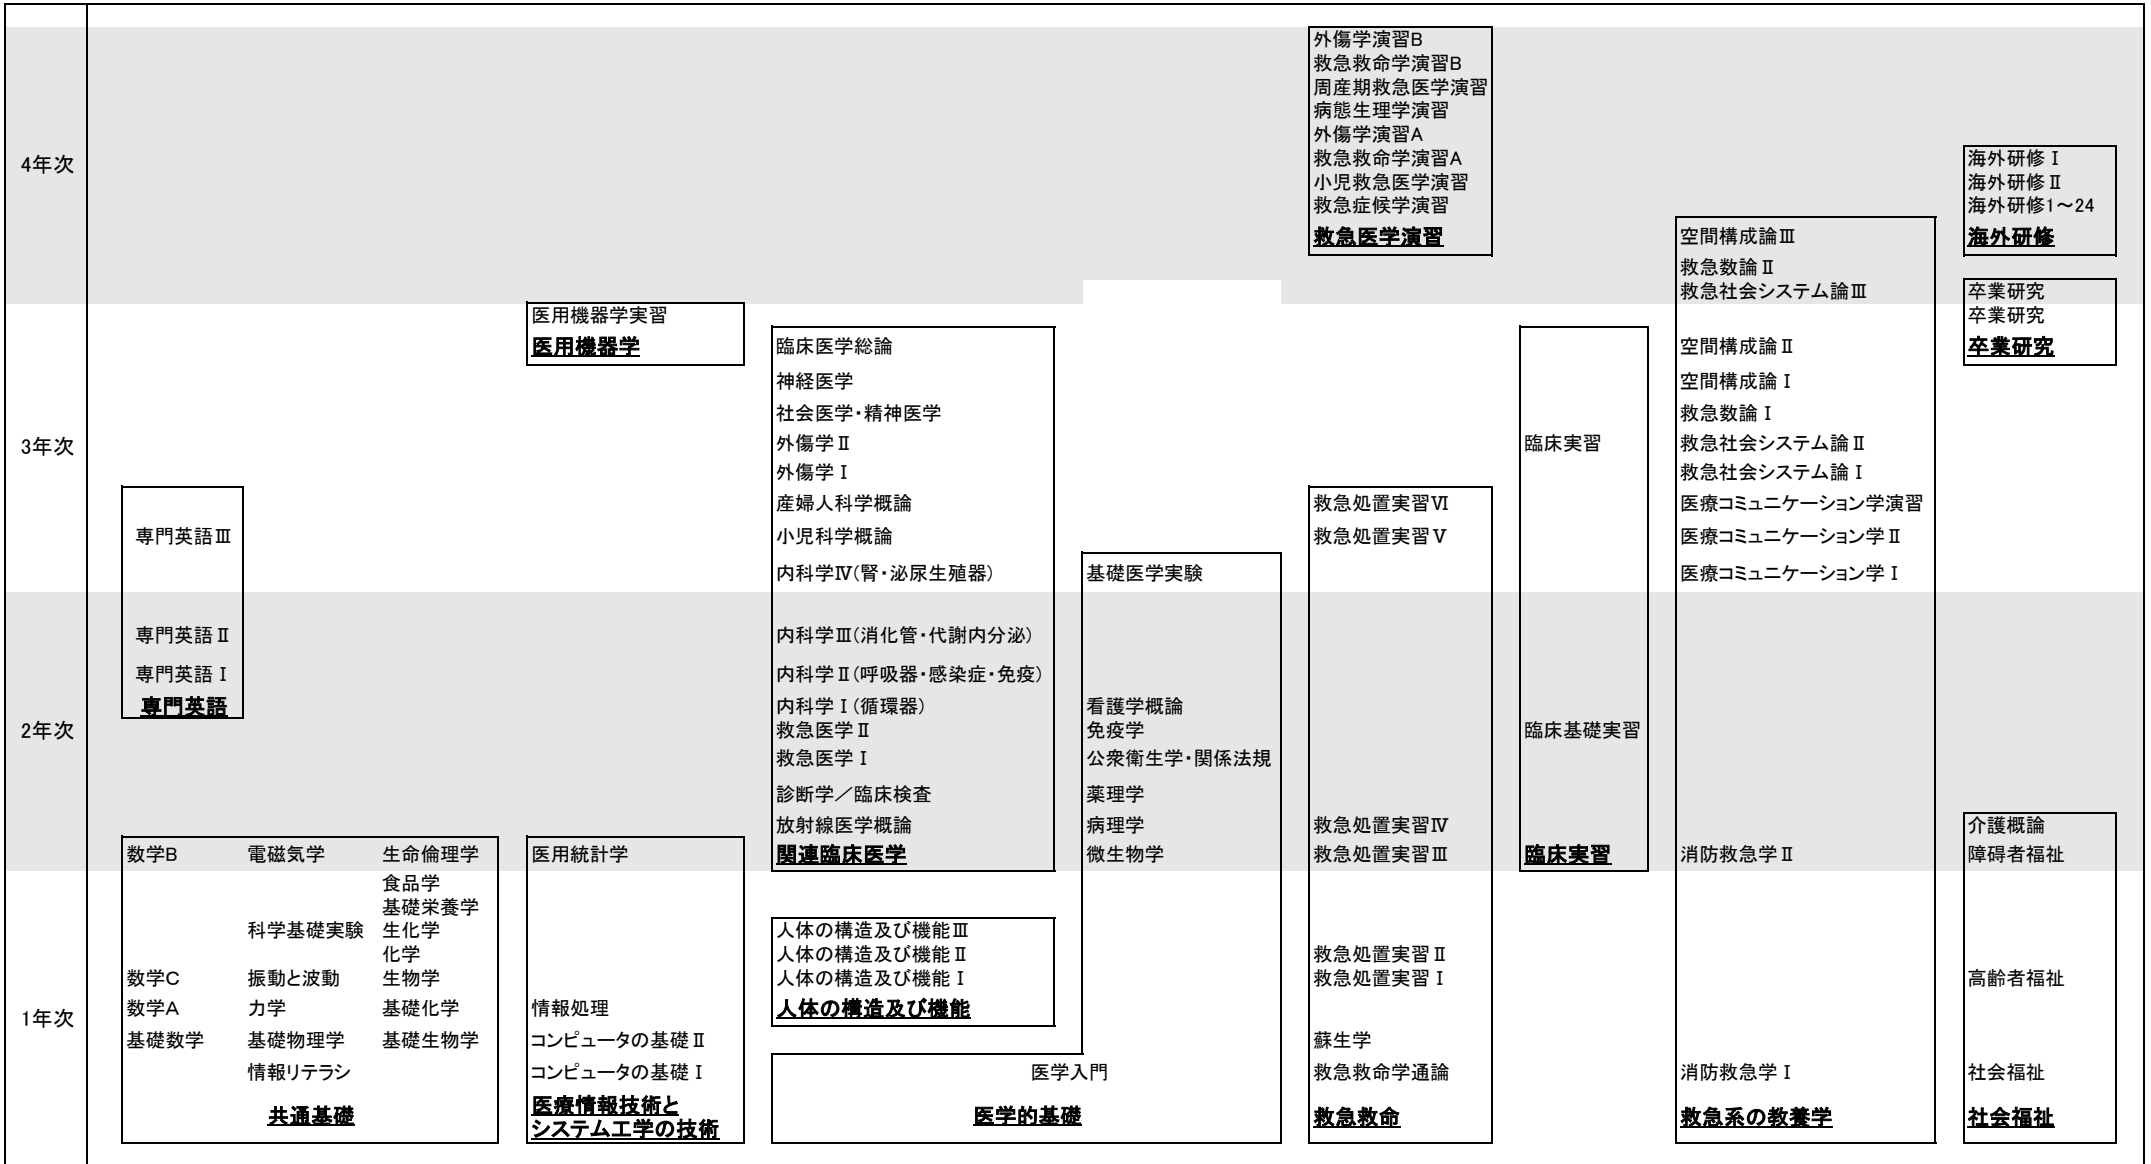 4年次
外傷学演習B
救急救命学演習B
周産期救急医学演習
病態生理学演習
外傷学演習A
救急救命学演習A
小児救急医学演習
救急症候学演習
救急医学演習
海外研修Ⅰ
海外研修Ⅱ
海外研修1～24
海外研修
空間構成論Ⅲ
救急数論Ⅱ
救急社会システム論Ⅲ
卒業研究
卒業研究
卒業研究
3年次
医用機器学実習
医用機器学
臨床医学総論
神経医学
社会医学・精神医学
外傷学Ⅱ
外傷学Ⅰ
産婦人科学概論
小児科学概論
内科学Ⅳ(腎・泌尿生殖器)
基礎医学実験
救急処置実習Ⅵ
救急処置実習Ⅴ
臨床実習
空間構成論Ⅱ
空間構成論Ⅰ
救急数論Ⅰ
救急社会システム論Ⅱ
救急社会システム論Ⅰ
医療コミュニケーション学演習
医療コミュニケーション学Ⅱ
医療コミュニケーション学Ⅰ
専門英語Ⅲ
2年次
専門英語Ⅱ
専門英語Ⅰ
専門英語
内科学Ⅲ(消化管・代謝内分泌)
内科学Ⅱ(呼吸器・感染症・免疫)
内科学Ⅰ(循環器)
救急医学Ⅱ
救急医学Ⅰ
診断学／臨床検査
放射線医学概論
関連臨床医学
看護学概論
免疫学
公衆衛生学・関係法規
薬理学
病理学
微生物学
救急処置実習Ⅳ
救急処置実習Ⅲ
臨床基礎実習
臨床実習
消防救急学Ⅱ
介護概論
障碍者福祉
数学B 電磁気学 生命倫理学
医用統計学
1年次
食品学
基礎栄養学
科学基礎実験 生化学
化学
数学C 振動と波動 生物学
数学A 力学 基礎化学
基礎数学 基礎物理学 基礎生物学
情報リテラシ
共通基礎
情報処理
コンピュータの基礎Ⅱ
コンピュータの基礎Ⅰ
医療情報技術と
システム工学の技術
人体の構造及び機能Ⅲ
人体の構造及び機能Ⅱ
人体の構造及び機能Ⅰ
人体の構造及び機能
医学入門
医学的基礎
救急処置実習Ⅱ
救急処置実習Ⅰ
蘇生学
救急救命学通論
救急救命
消防救急学Ⅰ
救急系の教養学
高齢者福祉
社会福祉
社会福祉